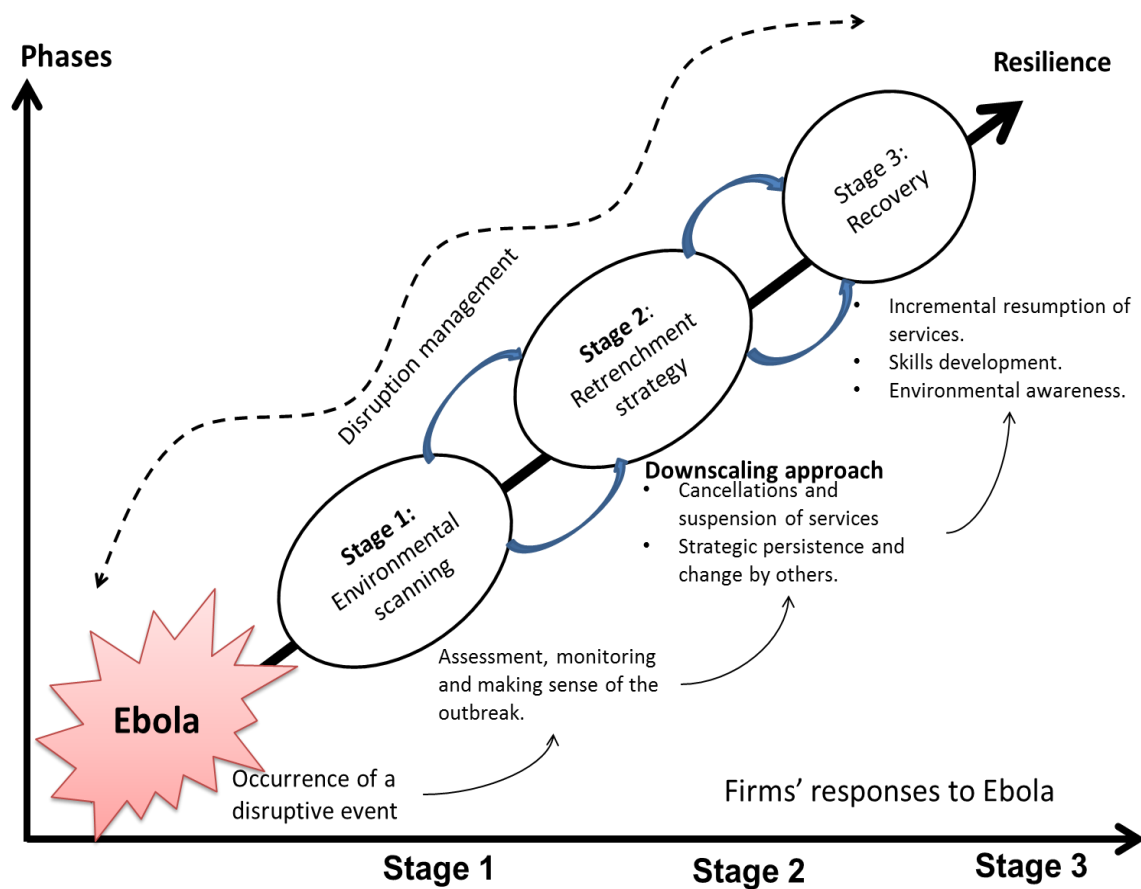 Phases
Resilience
Stage 3:
Recovery
Disruption management
Stage 2:
Retrenchment
strategy
• Incremental resumption of
services.
• Skills development.
• Environmental awareness.
Stage 1:
Environmental
scanning
Downscaling approach
• Cancellations and
suspension of services
• Strategic persistence and
change by others.
Assessment, monitoring
and making sense of the
outbreak.
Ebola
Occurrence of a
disruptive event
Firms’ responses to Ebola
Stage 1
Stage 2
Stage 3